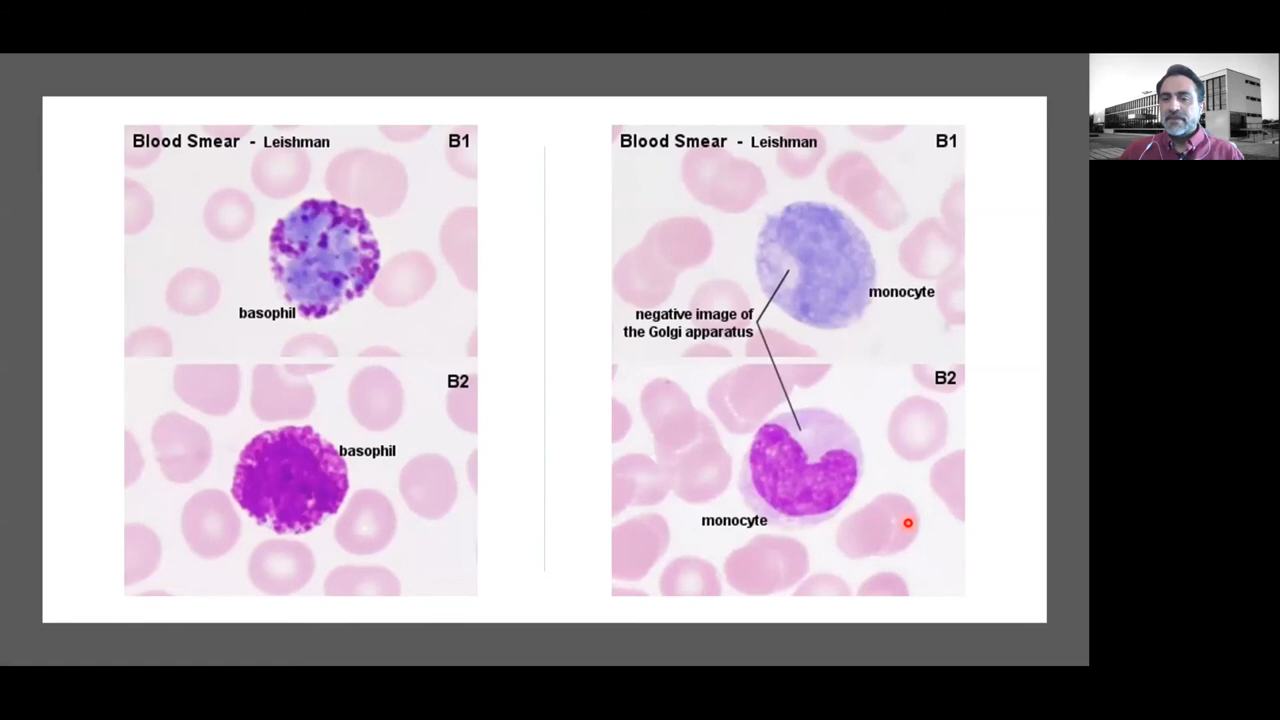 Blood Smear - Leishman B1
basophil
B2
basophil
Blood Smear - Leishman B1
monocyte
negative image of
the Golgi apparatus
B2
monocyte